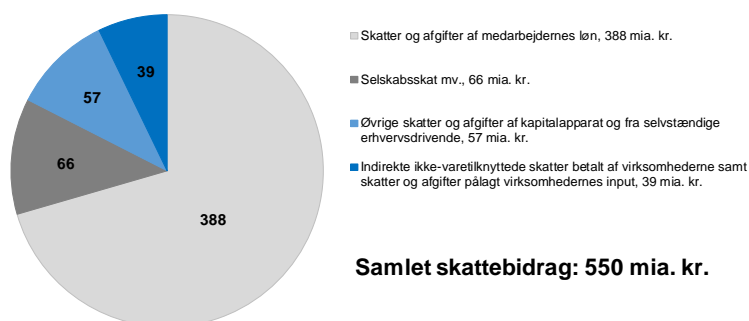 39
57
66
388
Skatter og afgifter af medarbejdernes løn, 388 mia. kr.
Selskabsskat mv., 66 mia. kr.
Øvrige skatter og afgifter af kapitalapparat og fra selvstændige
erhvervsdrivende, 57 mia. kr.
Indirekte ikke-varetilknyttede skatter betalt af virksomhederne samt
skatter og afgifter pålagt virksomhedernes input, 39 mia. kr.
Samlet skattebidrag: 550 mia. kr.